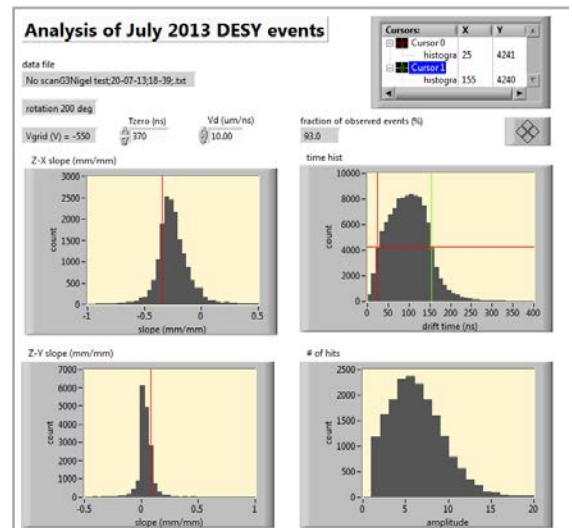 Analysis of July 2013 DESY events
Cursors: X Y
Cursor 0
histogra 25 4241
Cursor 1
histogra 155 4240
data file
No scanG3Nigel test;20-07-13;18-39;.txt
rotation 200 deg
Vgrid (V) = -550
Tzero (ns)
370
Vd (um/ns)
10.00
fraction of observed events (%)
93.0
Z-X slope (mm/mm)
3000
2500
2000
1500
1000
500
0
count
-1 -0.5 0 0.5
slope (mm/mm)
time hist
10000
8000
6000
4000
2000
0
count
0 50 100 150 200 250 300 350 400
drift time (ns)
Z-Y slope (mm/mm)
7000
6000
5000
4000
3000
2000
1000
0
count
-0.5 0 0.5 1
slope (mm/mm)
# of hits
2500
2000
1500
1000
500
0
count
0 5 10 15 20
amplitude